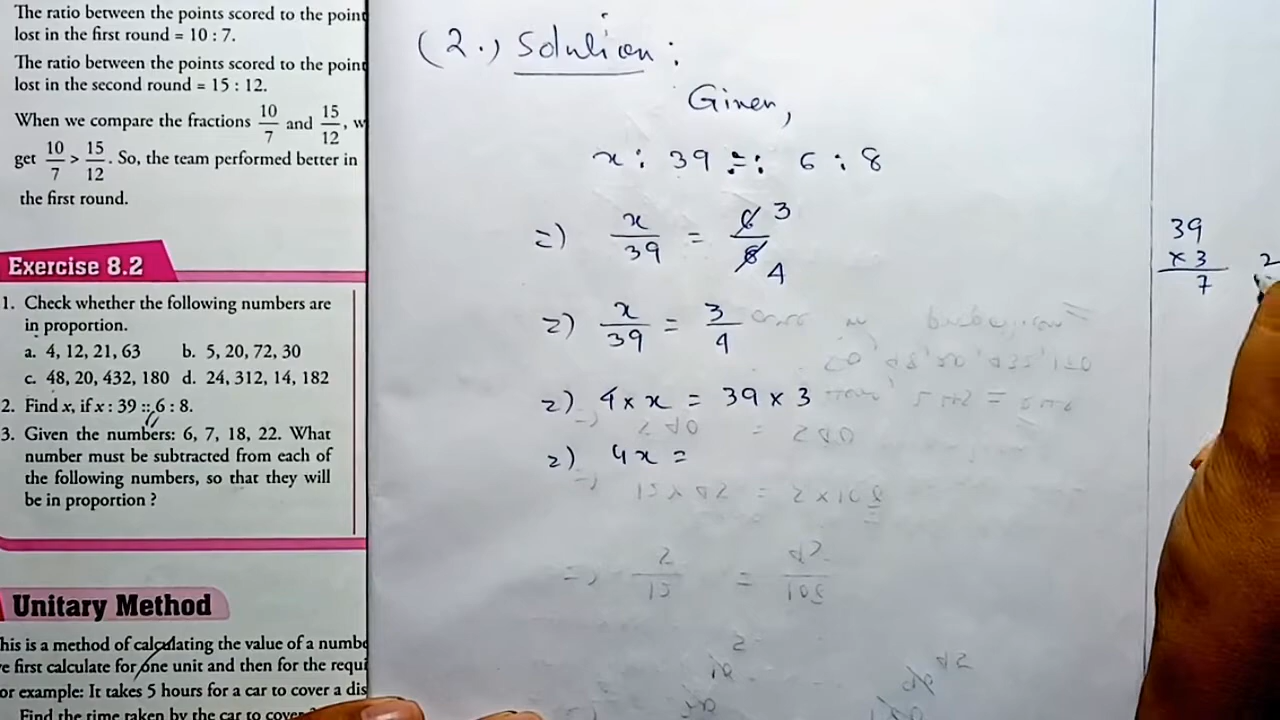 The ratio between the points scored to the point
lost in the first round = 10 : 7.
The ratio between the points scored to the point
lost in the second round = 15 : 12.
When we compare the fractions 10/7 and 15/12, w
get 10/7 > 15/12. So, the team performed better in
the first round.
Exercise 8.2
1. Check whether the following numbers are
in proportion.
a. 4, 12, 21, 63 b. 5, 20, 72, 30
c. 48, 20, 432, 180 d. 24, 312, 14, 182
2. Find x, if x : 39 :: 6 : 8.
3. Given the numbers: 6, 7, 18, 22. What
number must be subtracted from each of
the following numbers, so that they will
be in proportion ?
Unitary Method
his is a method of calculating the value of a numbe
e first calculate for one unit and then for the requi
or example: It takes 5 hours for a car to cover a dis
Find the time taken by the car to cover
(2.) Solution :
Given,
x : 39 :: 6 : 8
=) x/39 = 6/8 3 4
=) x/39 = 3/4
=) 4 × x = 39 × 3
=) 4x =
39
× 3
7
2